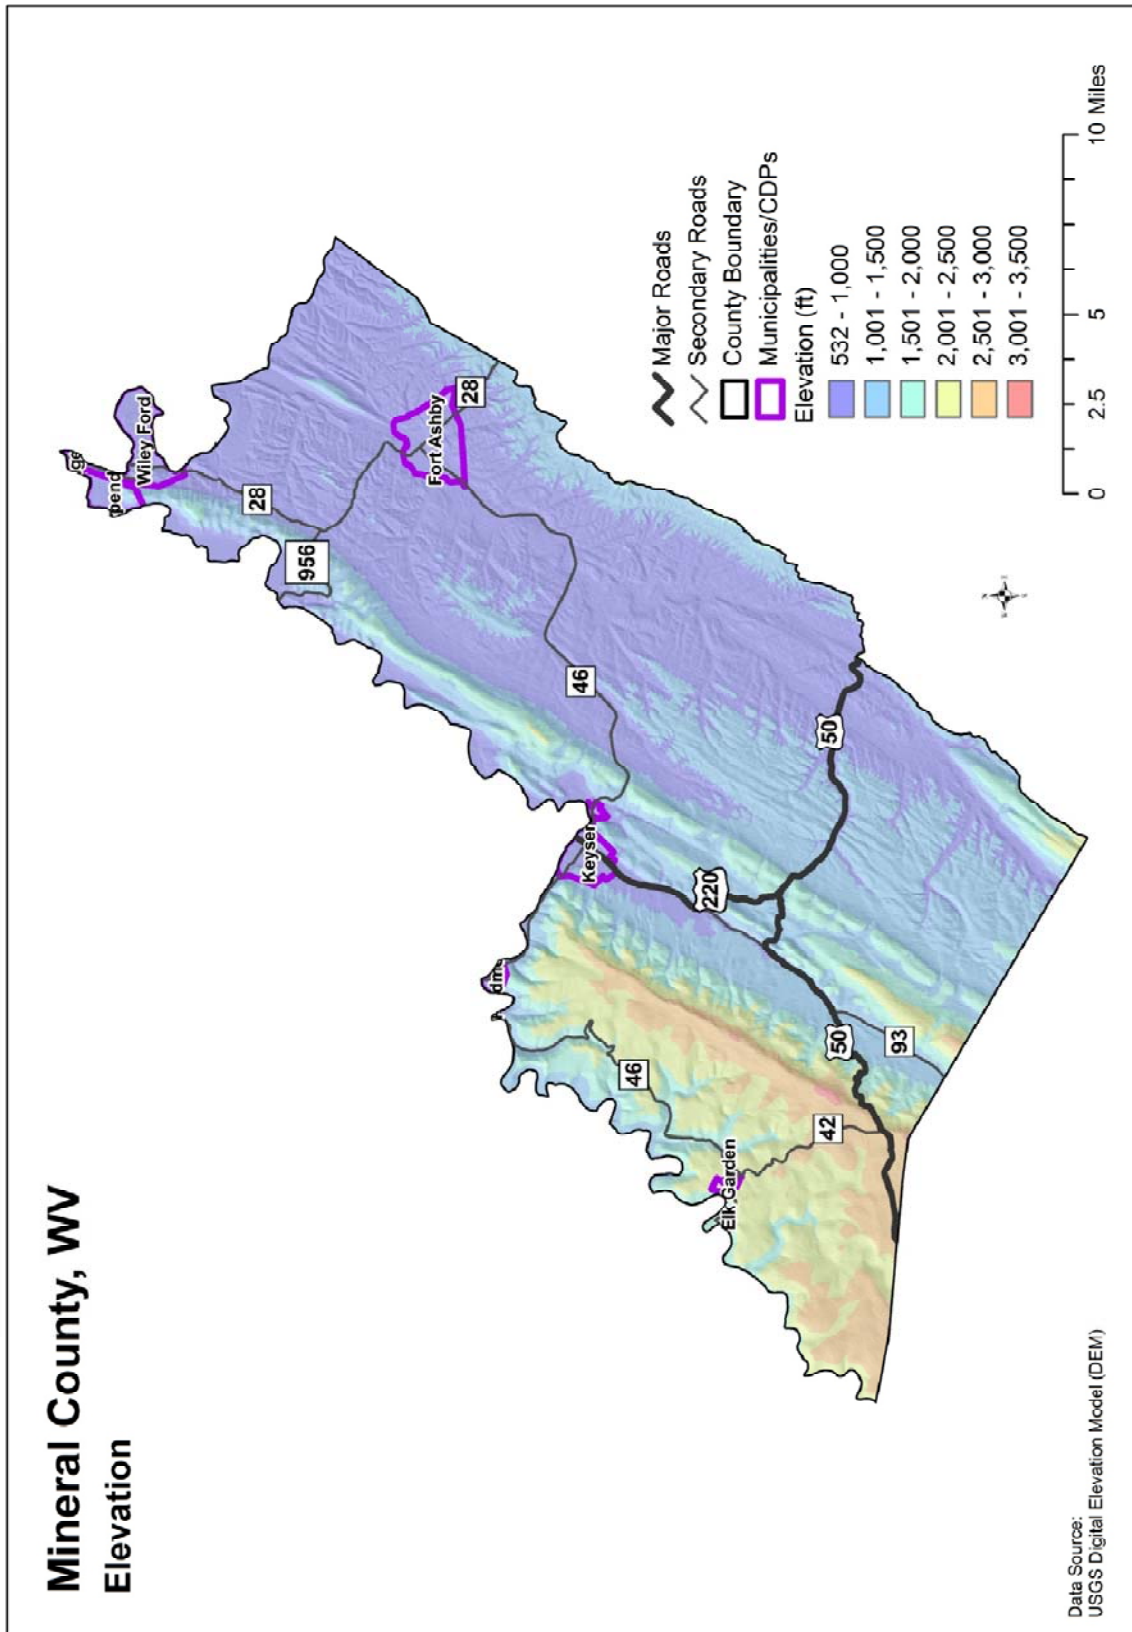 Mineral County, WV
Elevation
pend
Wiley Ford
28
956
Fort Ashby
28
46
Keyser
220
50
46
50
93
42
Elk Garden
Major Roads
Secondary Roads
County Boundary
Municipalities/CDPs
Elevation (ft)
532 - 1,000
1,001 - 1,500
1,501 - 2,000
2,001 - 2,500
2,501 - 3,000
3,001 - 3,500
0 2.5 5 10 Miles
Data Source:
USGS Digital Elevation Model (DEM)